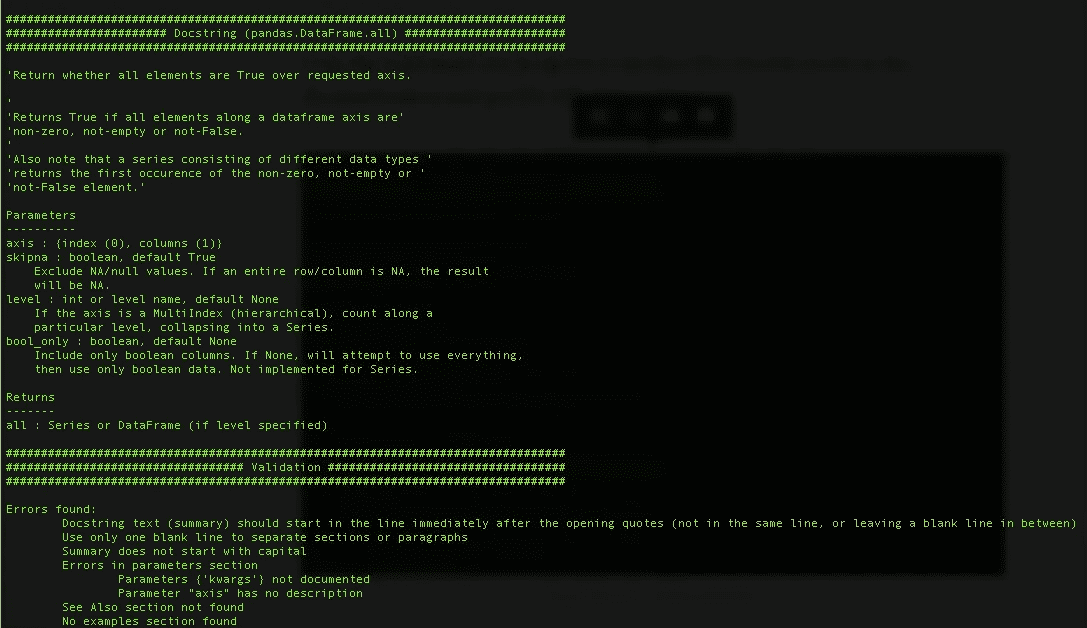 ################################################################################
####################### Docstring (pandas.DataFrame.all) #######################
################################################################################
'Return whether all elements are True over requested axis.
'
'Returns True if all elements along a dataframe axis are'
'non-zero, not-empty or not-False.
'
'Also note that a series consisting of different data types '
'returns the first occurence of the non-zero, not-empty or '
'not-False element.'
Parameters
----------
axis : {index (0), columns (1)}
skipna : boolean, default True
    Exclude NA/null values. If an entire row/column is NA, the result
    will be NA.
level : int or level name, default None
    If the axis is a MultiIndex (hierarchical), count along a
    particular level, collapsing into a Series.
bool_only : boolean, default None
    Include only boolean columns. If None, will attempt to use everything,
    then use only boolean data. Not implemented for Series.
Returns
-------
all : Series or DataFrame (if level specified)
################################################################################
################################## Validation ##################################
################################################################################
Errors found:
        Docstring text (summary) should start in the line immediately after the opening quotes (not in the same line, or leaving a blank line in between)
        Use only one blank line to separate sections or paragraphs
        Summary does not start with capital
        Errors in parameters section
                Parameters {'kwargs'} not documented
                Parameter "axis" has no description
        See Also section not found
        No examples section found